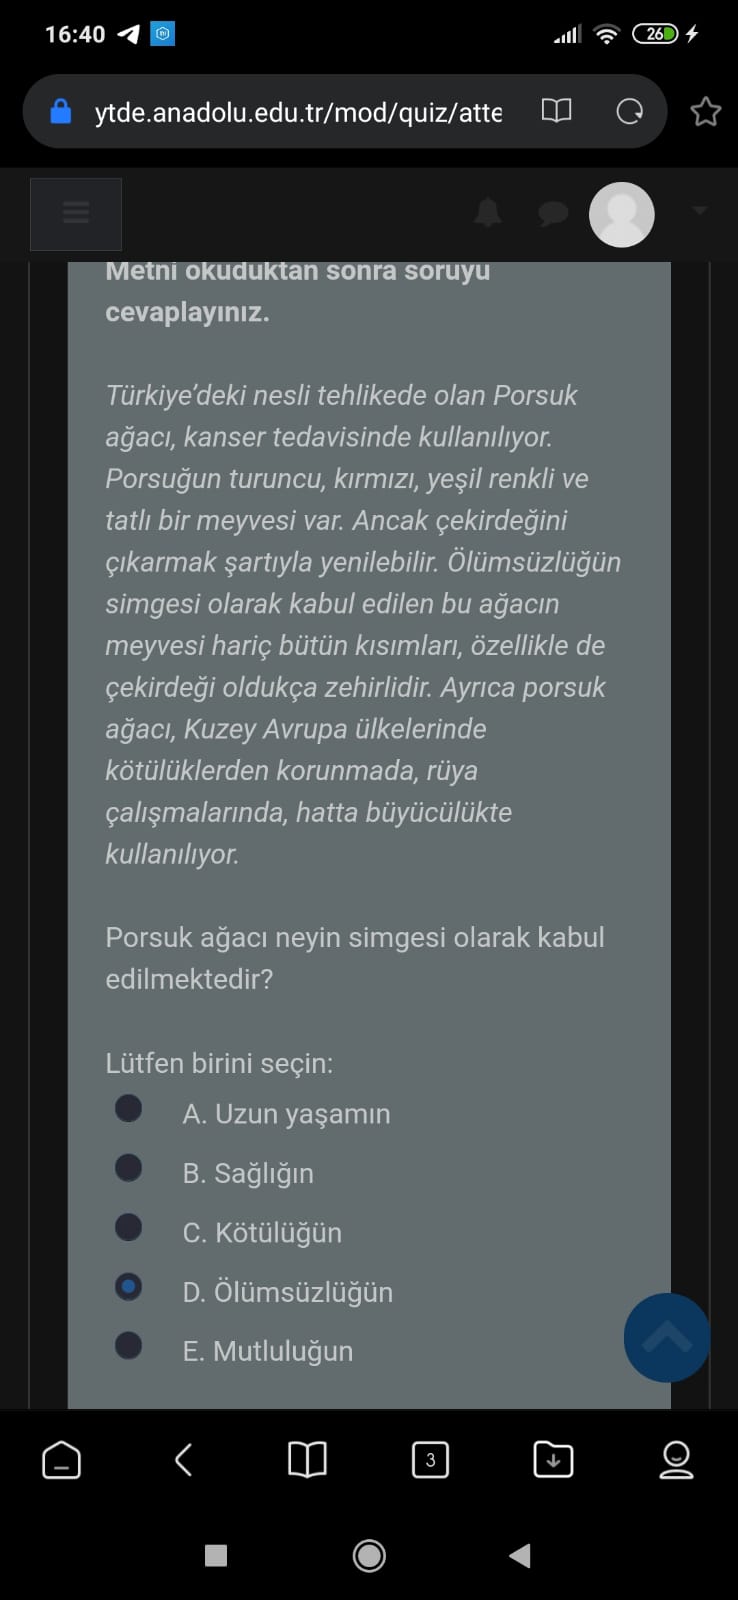 16:40
26
ytde.anadolu.edu.tr/mod/quiz/atte
Metni okuduktan sonra soruyu
cevaplayınız.
Türkiye'deki nesli tehlikede olan Porsuk
ağacı, kanser tedavisinde kullanılıyor.
Porsuğun turuncu, kırmızı, yeşil renkli ve
tatlı bir meyvesi var. Ancak çekirdeğini
çıkarmak şartıyla yenilebilir. Ölümsüzlüğün
simgesi olarak kabul edilen bu ağacın
meyvesi hariç bütün kısımları, özellikle de
çekirdeği oldukça zehirlidir. Ayrıca porsuk
ağacı, Kuzey Avrupa ülkelerinde
kötülüklerden korunmada, rüya
çalışmalarında, hatta büyücülükte
kullanılıyor.
Porsuk ağacı neyin simgesi olarak kabul
edilmektedir?
Lütfen birini seçin:
A. Uzun yaşamın
B. Sağlığın
C. Kötülüğün
D. Ölümsüzlüğün
E. Mutluluğun
3